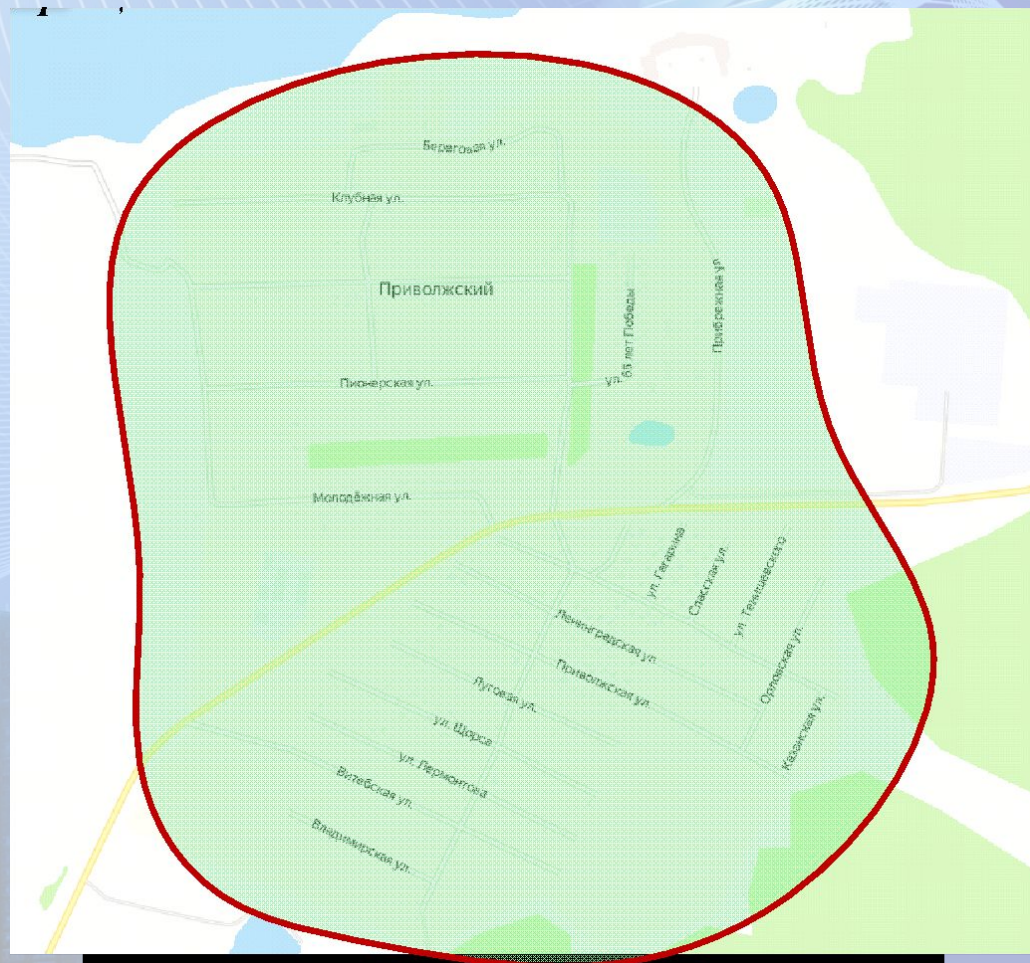 Береговая ул.
Клубная ул.
Приволжский
Прибрежная ул
ул. 65 лет Победы
Пионерская ул.
Молодёжная ул.
ул. Гагарина
Спасская ул.
ул. Тенишевского
Ленинградская ул.
Орловская ул.
Приволжская ул.
Луговая ул.
Казанская ул.
ул. Щорса
ул. Лермонтова
Витебская ул.
Владимирская ул.